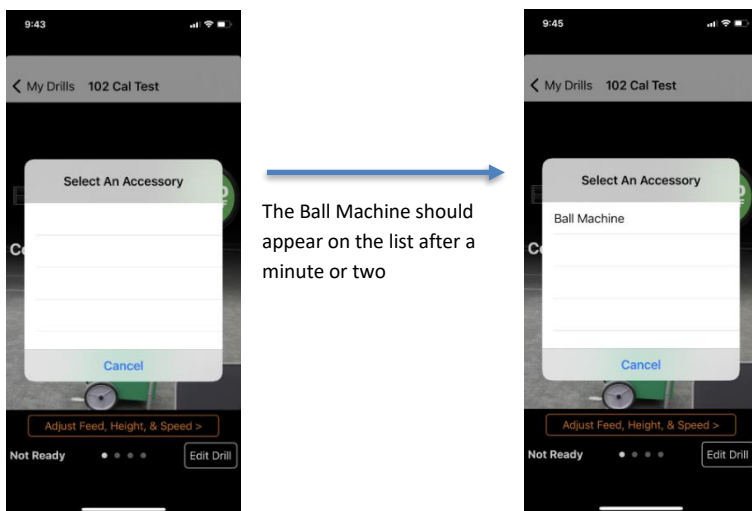 9:43
My Drills 102 Cal Test
Select An Accessory
Cancel
Adjust Feed, Height, & Speed >
Not Ready
Edit Drill
The Ball Machine should
appear on the list after a
minute or two
9:45
My Drills 102 Cal Test
Select An Accessory
Ball Machine
Cancel
Adjust Feed, Height, & Speed >
Not Ready
Edit Drill